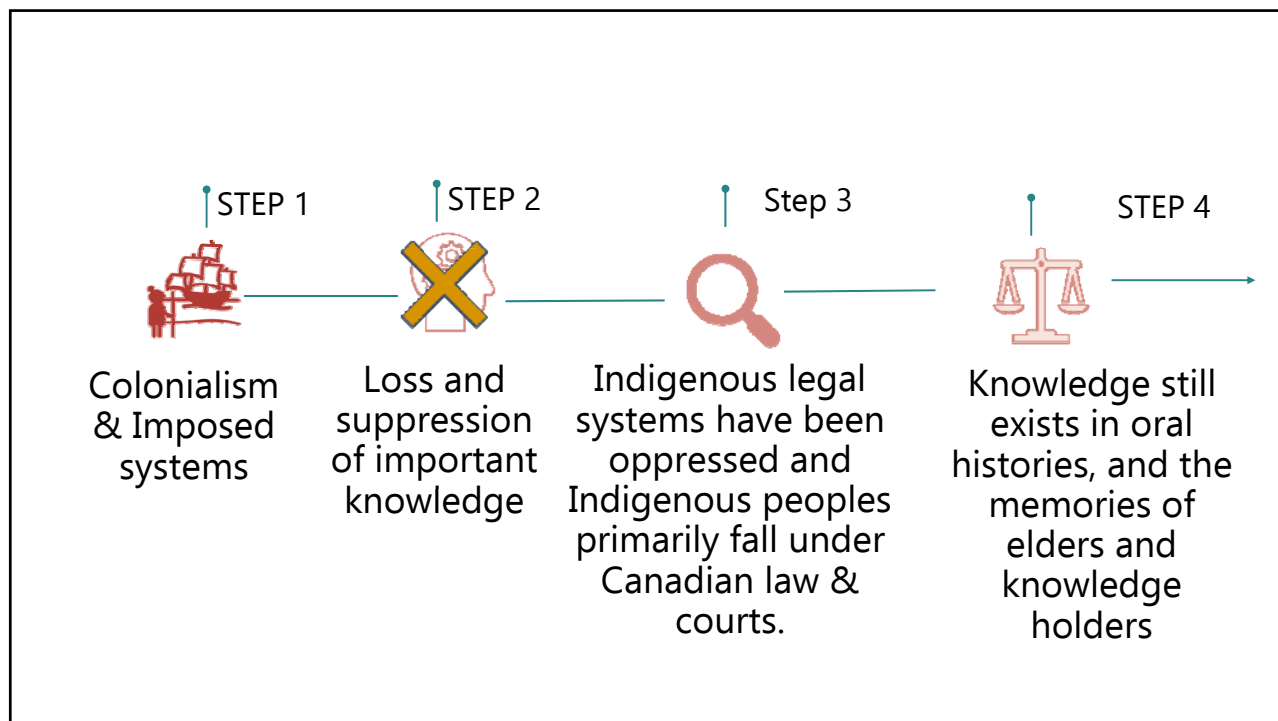 STEP 1
Colonialism
& Imposed
systems
STEP 2
Loss and
suppression
of important
knowledge
Step 3
Indigenous legal
systems have been
oppressed and
Indigenous peoples
primarily fall under
Canadian law &
courts.
STEP 4
Knowledge still
exists in oral
histories, and the
memories of
elders and
knowledge
holders